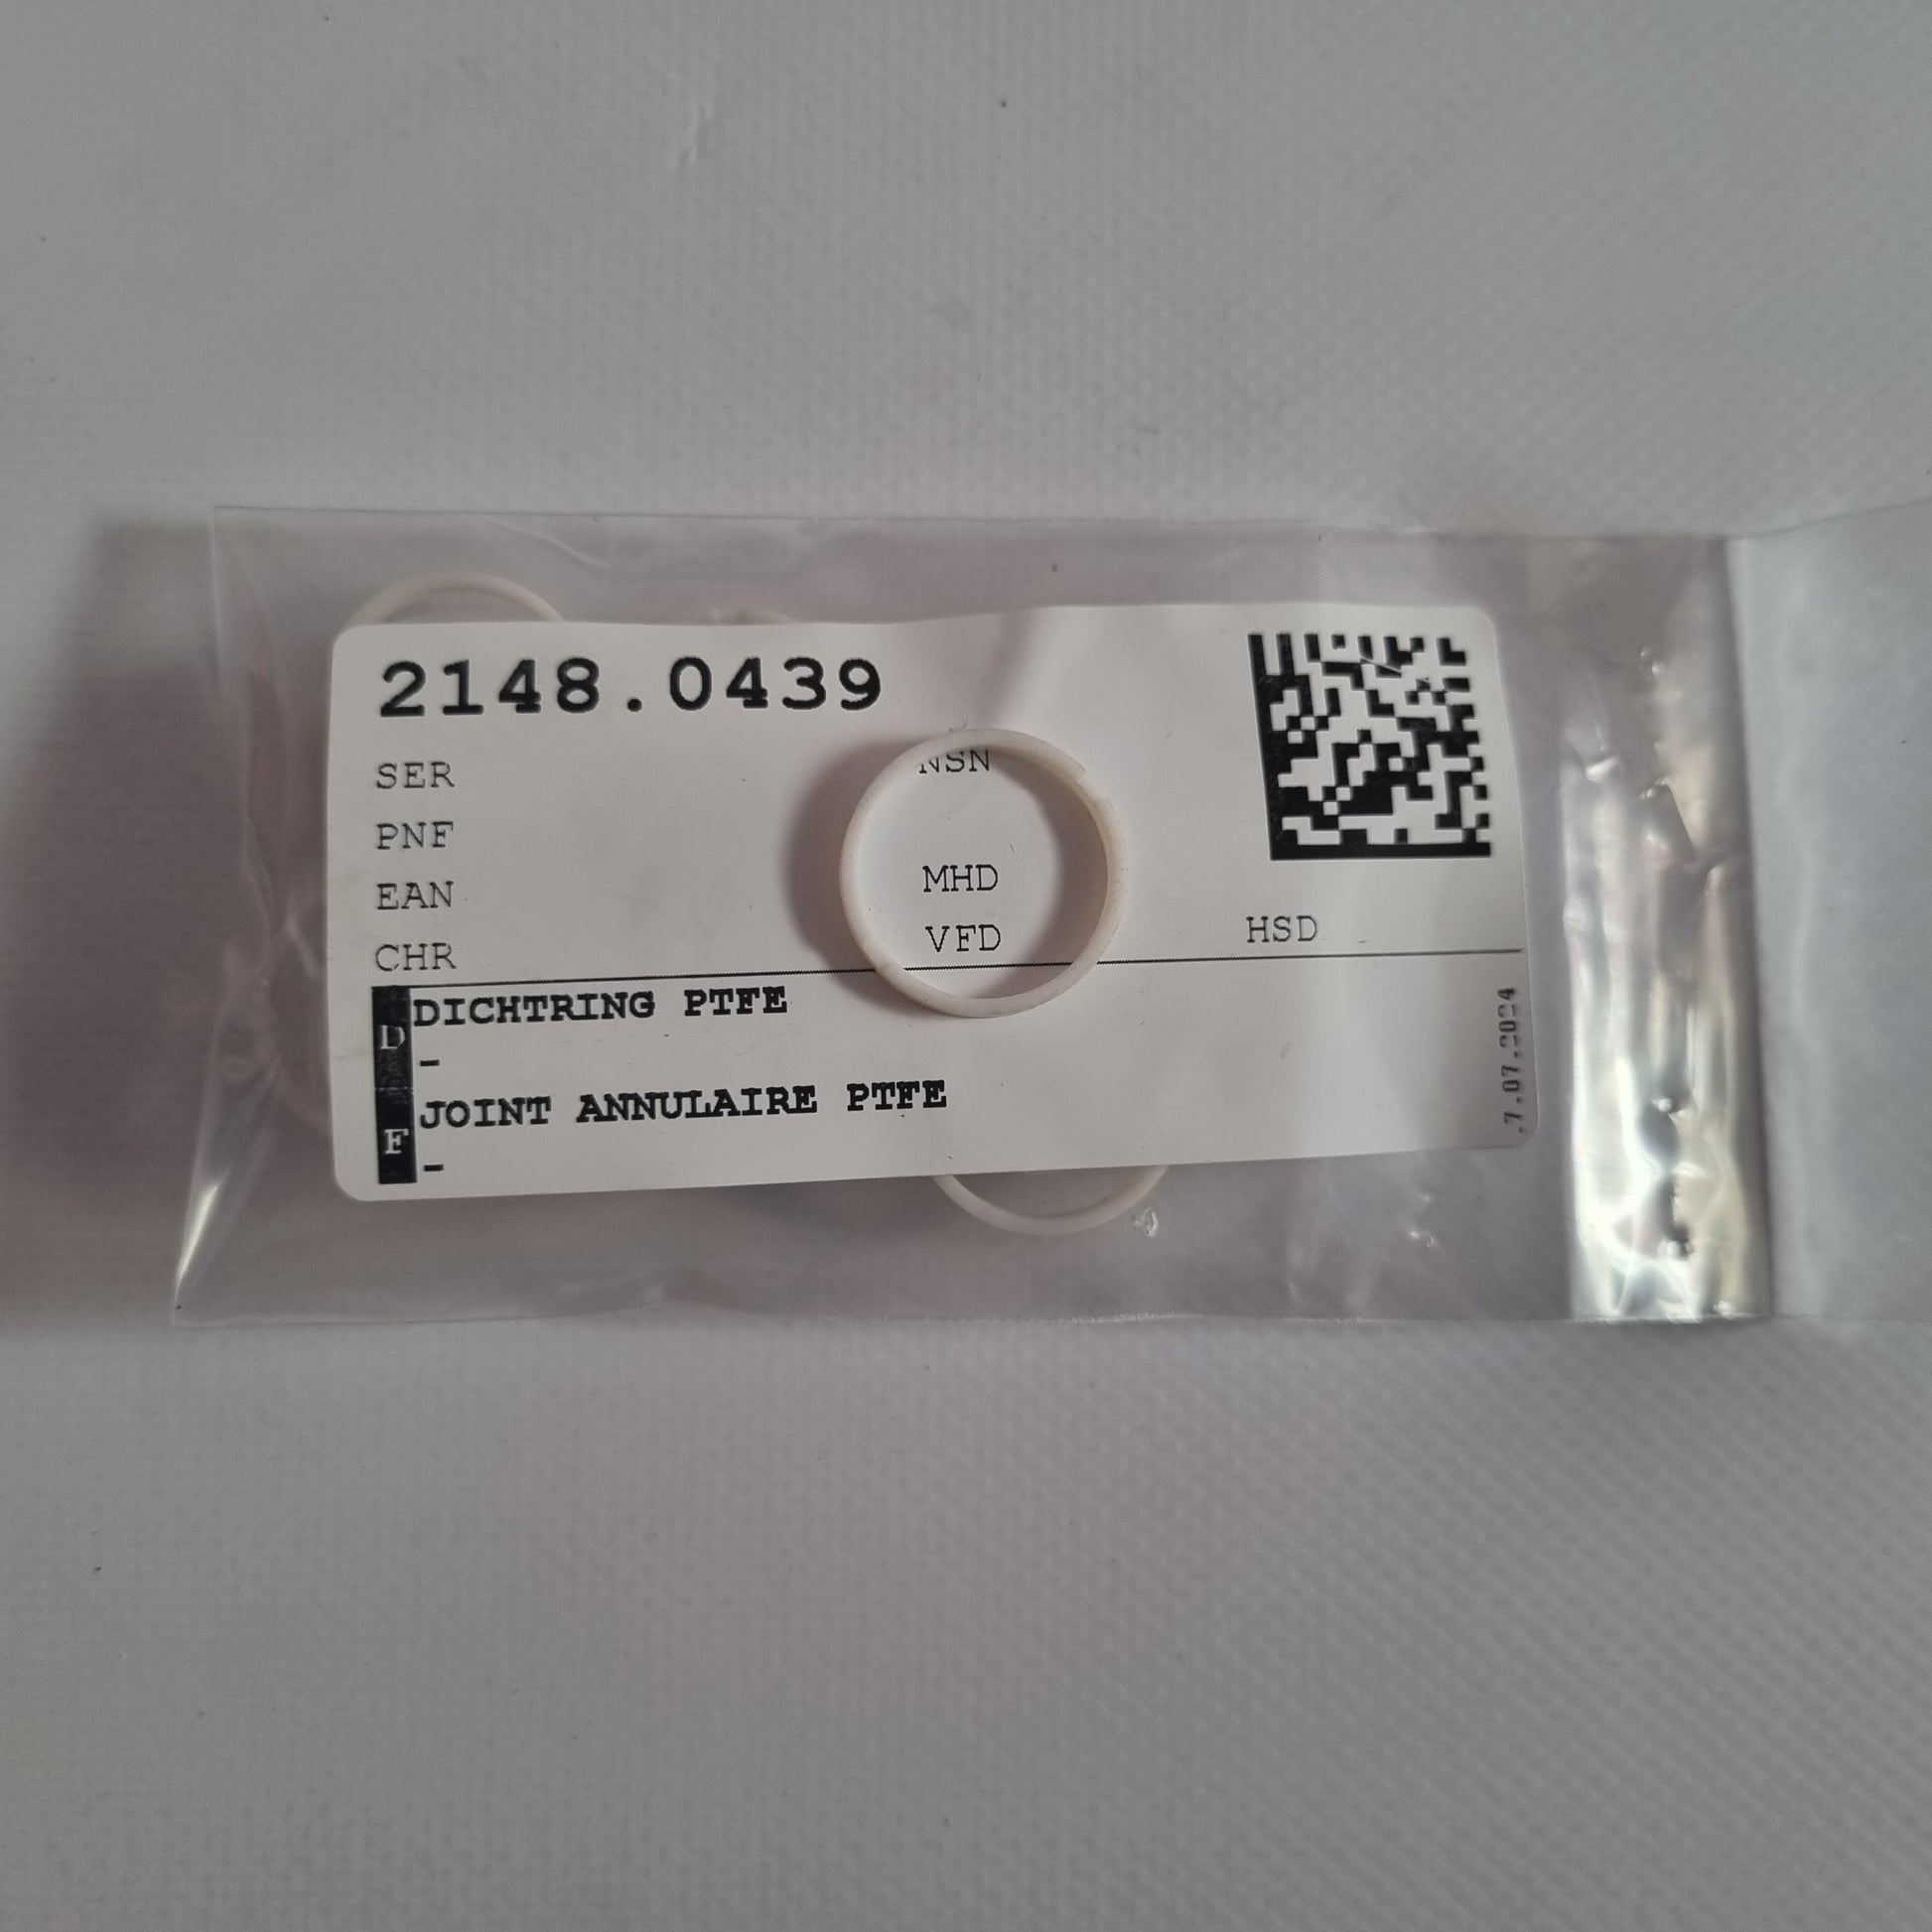 2148.0439
SER NSN
PNF
EAN MHD
CHR VFD HSD
D DICHTRING PTFE
-
F JOINT ANNULAIRE PTFE
-
.7.07.2024